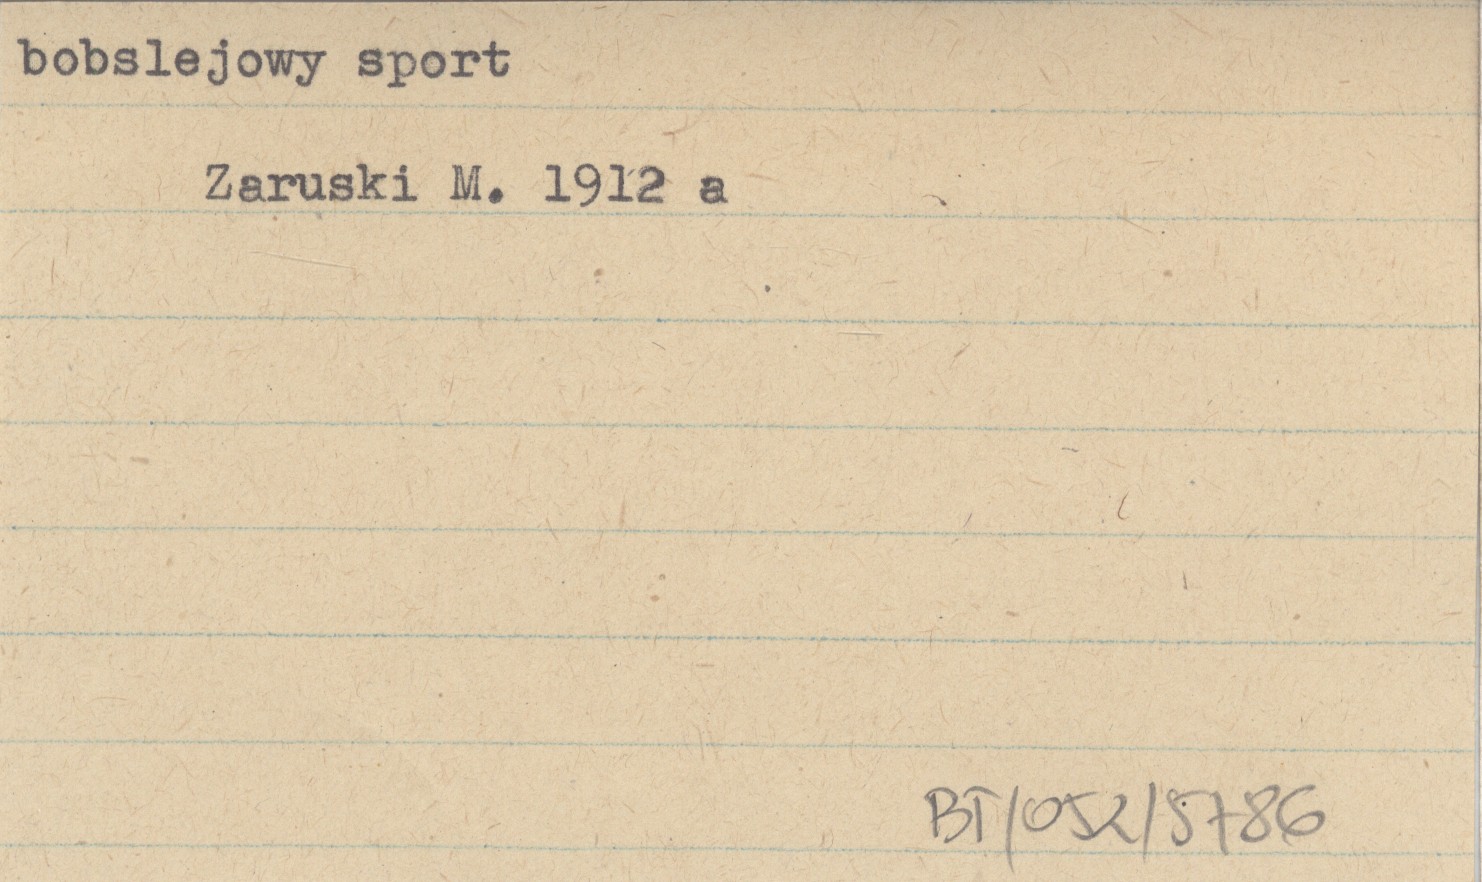 bobslejowy sport
Zaruski M. 1912 a
BT/052/5786